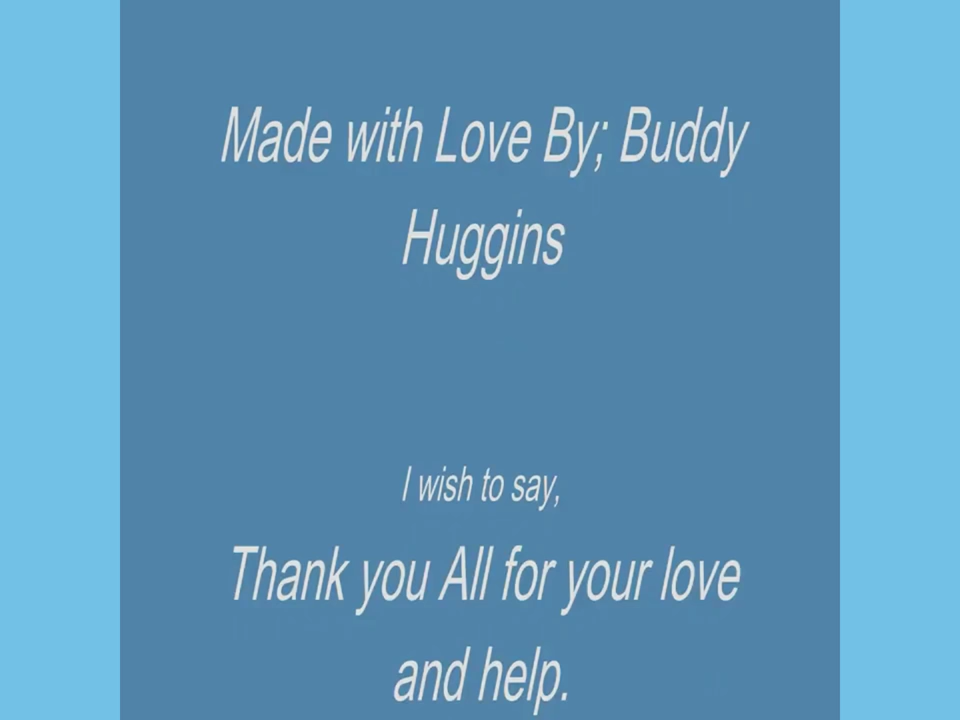 Made with Love By; Buddy
Huggins
I wish to say,
Thank you All for your love
and help.